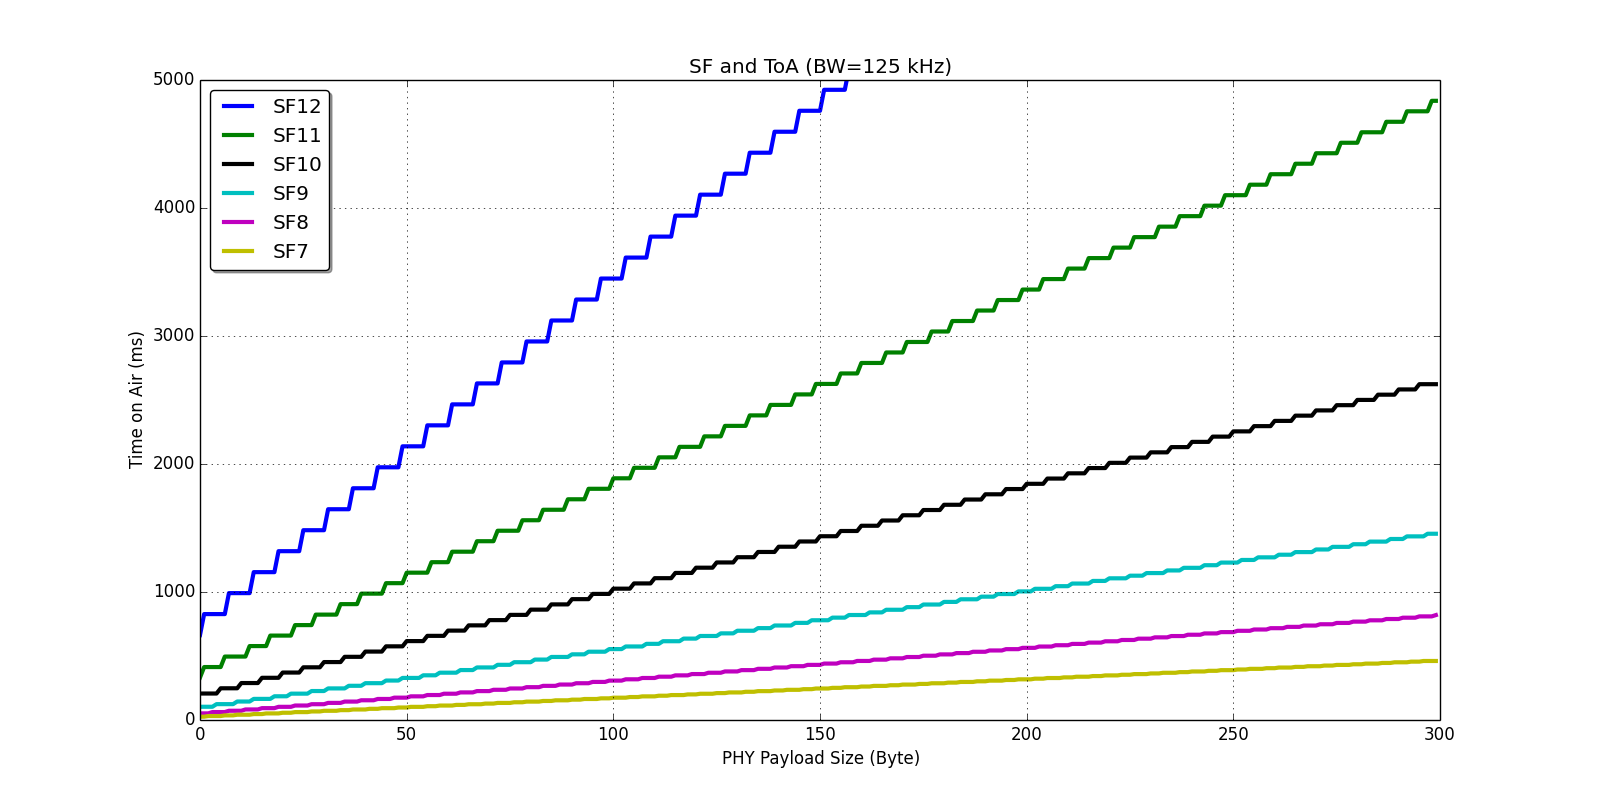 SF and ToA (BW=125 kHz)
5000
4000
3000
2000
1000
0
Time on Air (ms)
SF12
SF11
SF10
SF9
SF8
SF7
0 50 100 150 200 250 300
PHY Payload Size (Byte)